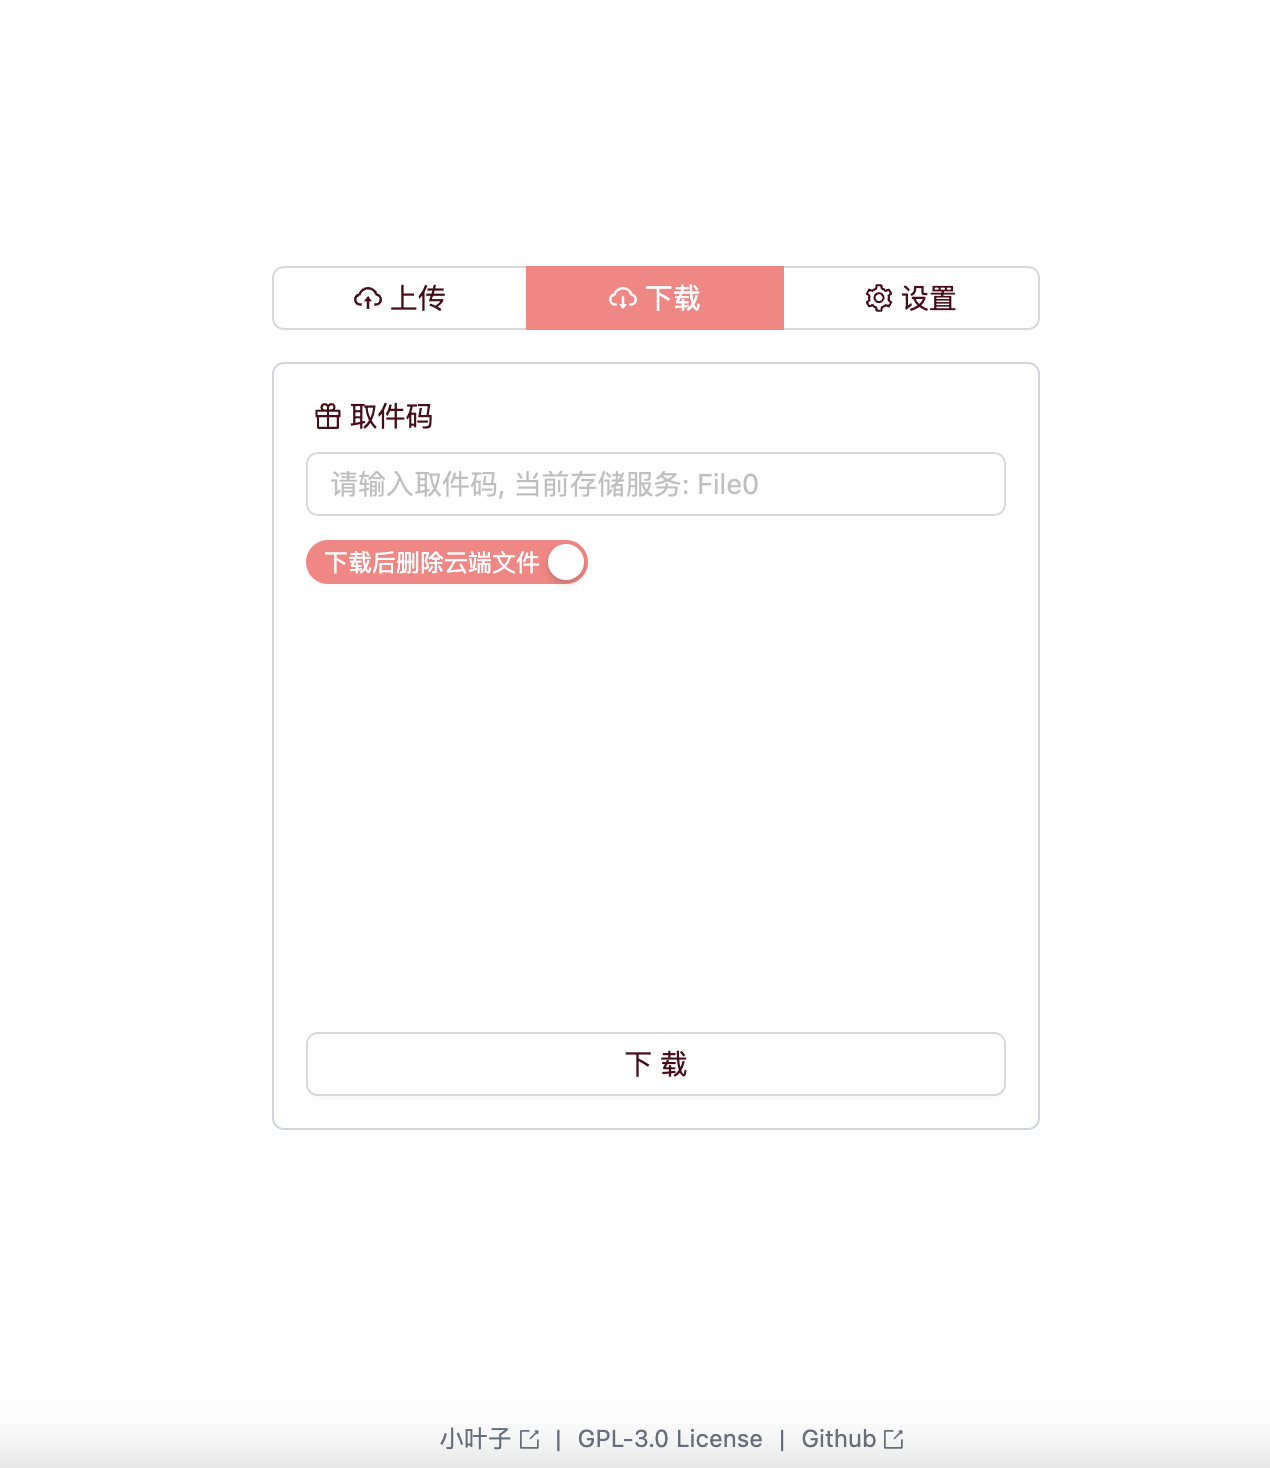 上传 下载 设置
取件码
请输入取件码, 当前存储服务: File0
下载后删除云端文件
下 载
小叶子 | GPL-3.0 License | Github